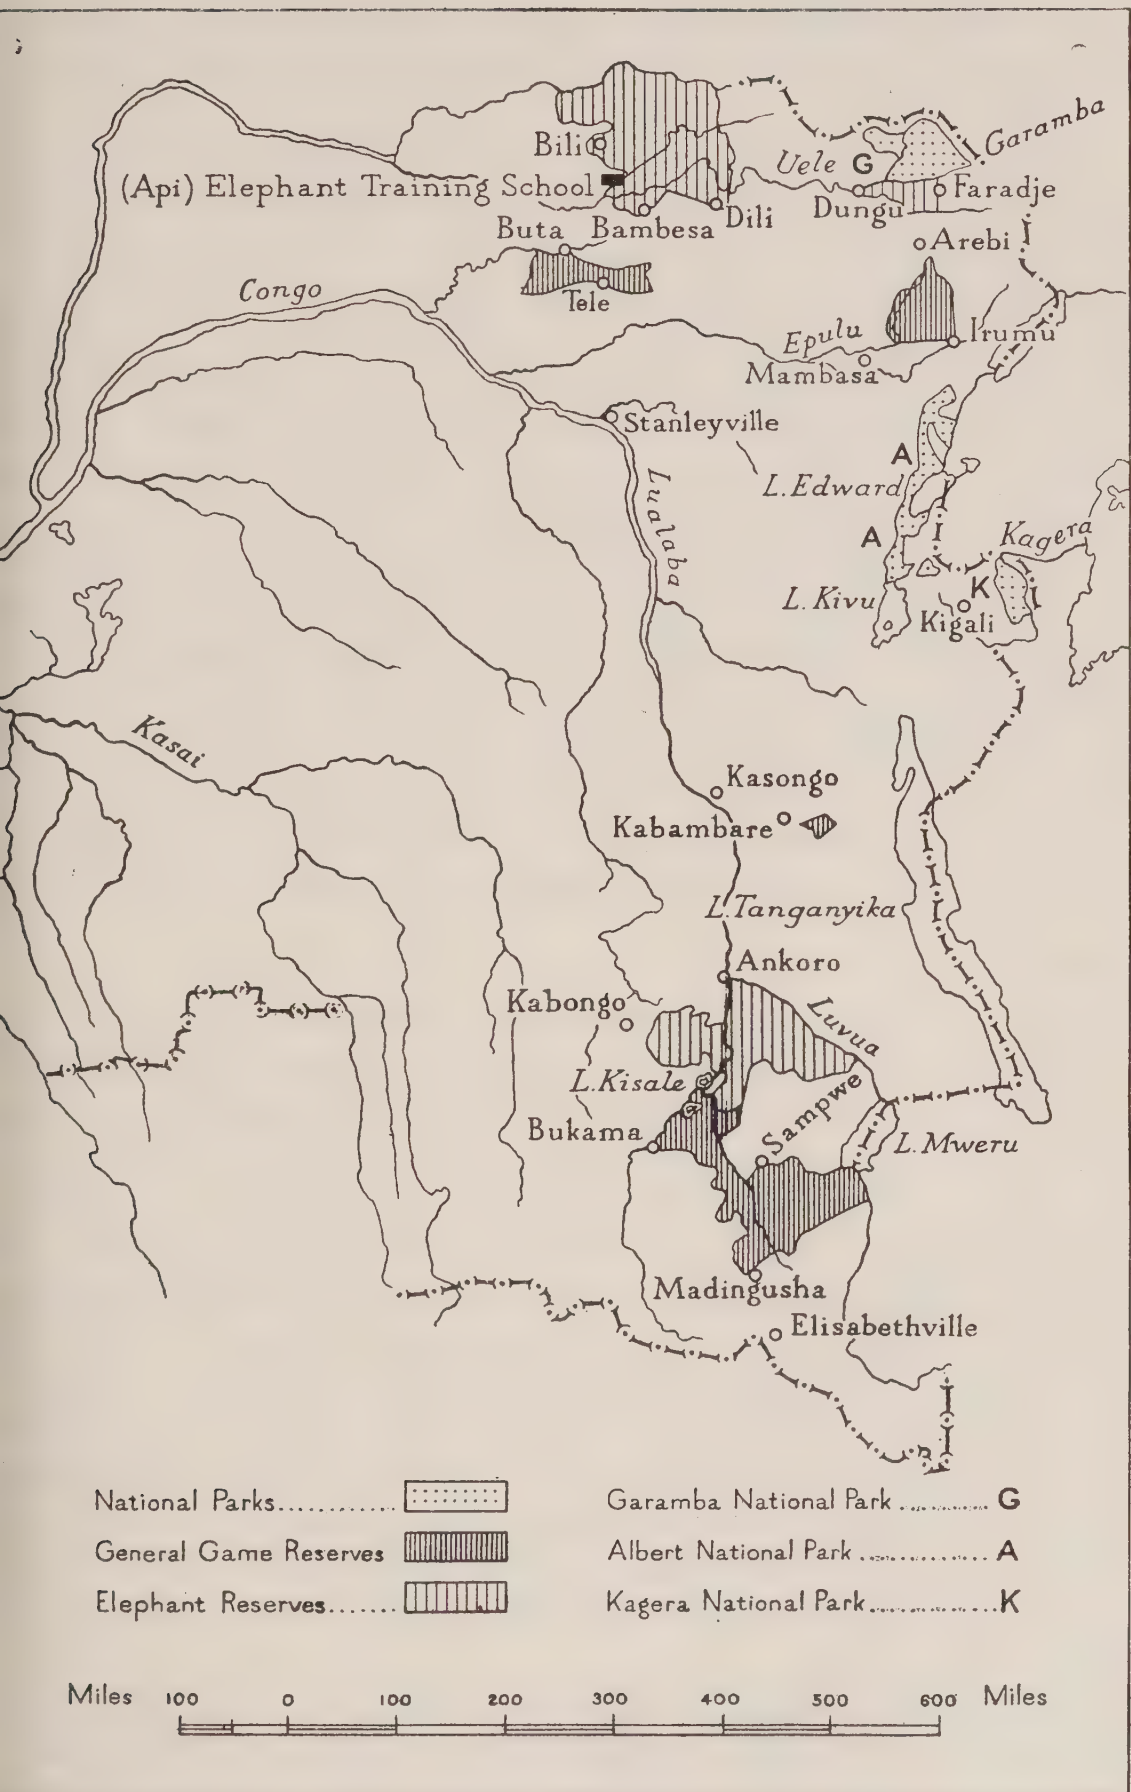 Garamba
Bili
Uele G
(Api) Elephant Training School
Faradje
Dungu
Dili
Buta Bambesa
Arebi
Tele
Congo
Epulu
Irumu
Mambasa
Stanleyville
A
L. Edward
Lualaba
A
Kagera
L. Kivu
K
Kigali
Kasai
Kasongo
Kabambare
L. Tanganyika
Ankoro
Kabongo
Luvua
L. Kisale
Sampwe
Bukama
L. Mweru
Madingusha
Elisabethville
National Parks............
General Game Reserves
Elephant Reserves.......
Garamba National Park ............ G
Albert National Park .............. A
Kagera National Park.............. K
Miles 100 0 100 200 300 400 500 600 Miles